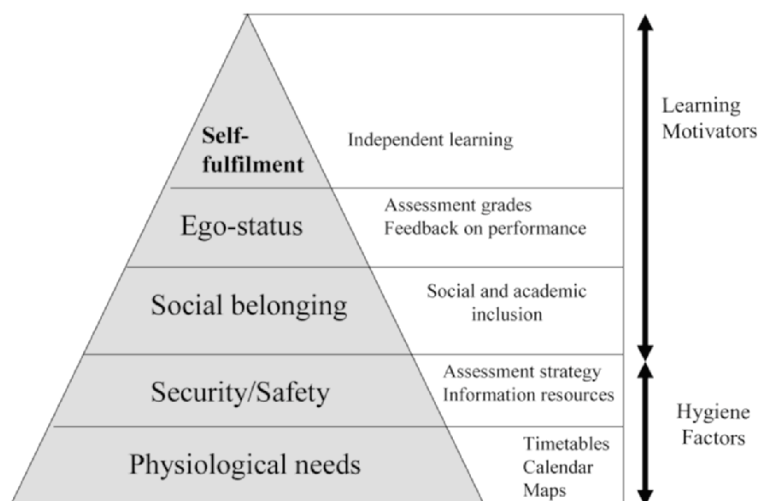 Self-
fulfilment
Independent learning
Learning
Motivators
Ego-status
Assessment grades
Feedback on performance
Social belonging
Social and academic
inclusion
Security/Safety
Assessment strategy
Information resources
Hygiene
Factors
Physiological needs
Timetables
Calendar
Maps